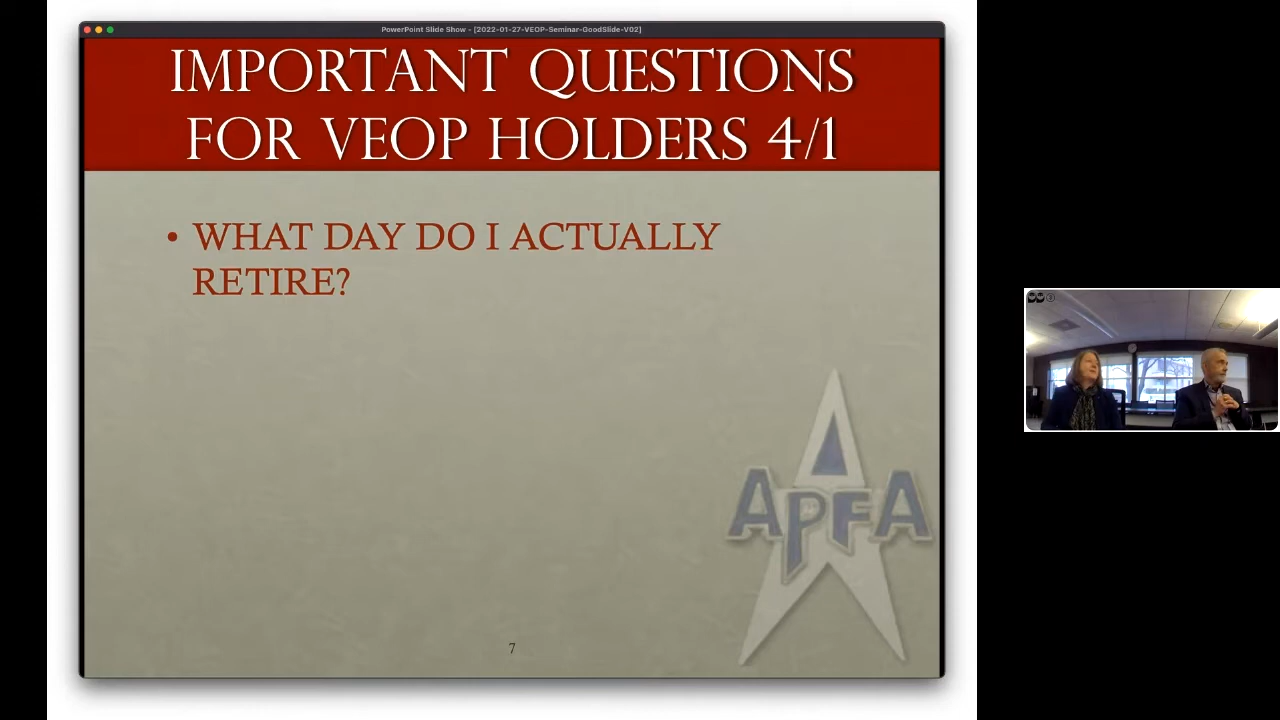 PowerPoint Slide Show - [2022-01-27-VEOP-Seminar-GoodSlide-V02]
IMPORTANT QUESTIONS
FOR VEOP HOLDERS 4/1
• WHAT DAY DO I ACTUALLY
RETIRE?
APFA
7